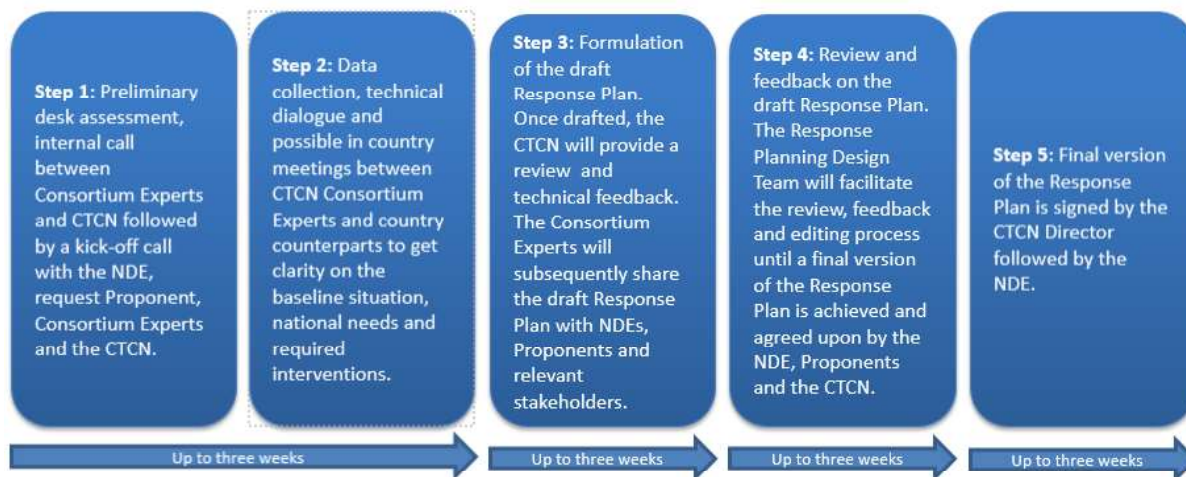 Step 1: Preliminary
desk assessment,
internal call
between
Consortium Experts
and CTCN followed
by a kick-off call
with the NDE,
request Proponent,
Consortium Experts
and the CTCN.
Step 2: Data
collection, technical
dialogue and
possible in country
meetings between
CTCN Consortium
Experts and country
counterparts to get
clarity on the
baseline situation,
national needs and
required
interventions.
Step 3: Formulation
of the draft
Response Plan.
Once drafted, the
CTCN will provide a
review and
technical feedback.
The Consortium
Experts will
subsequently share
the draft Response
Plan with NDEs,
Proponents and
relevant
stakeholders.
Step 4: Review and
feedback on the
draft Response Plan.
The Response
Planning Design
Team will facilitate
the review, feedback
and editing process
until a final version
of the Response
Plan is achieved and
agreed upon by the
NDE, Proponents
and the CTCN.
Step 5: Final version
of the Response
Plan is signed by the
CTCN Director
followed by the
NDE.
Up to three weeks
Up to three weeks
Up to three weeks
Up to three weeks